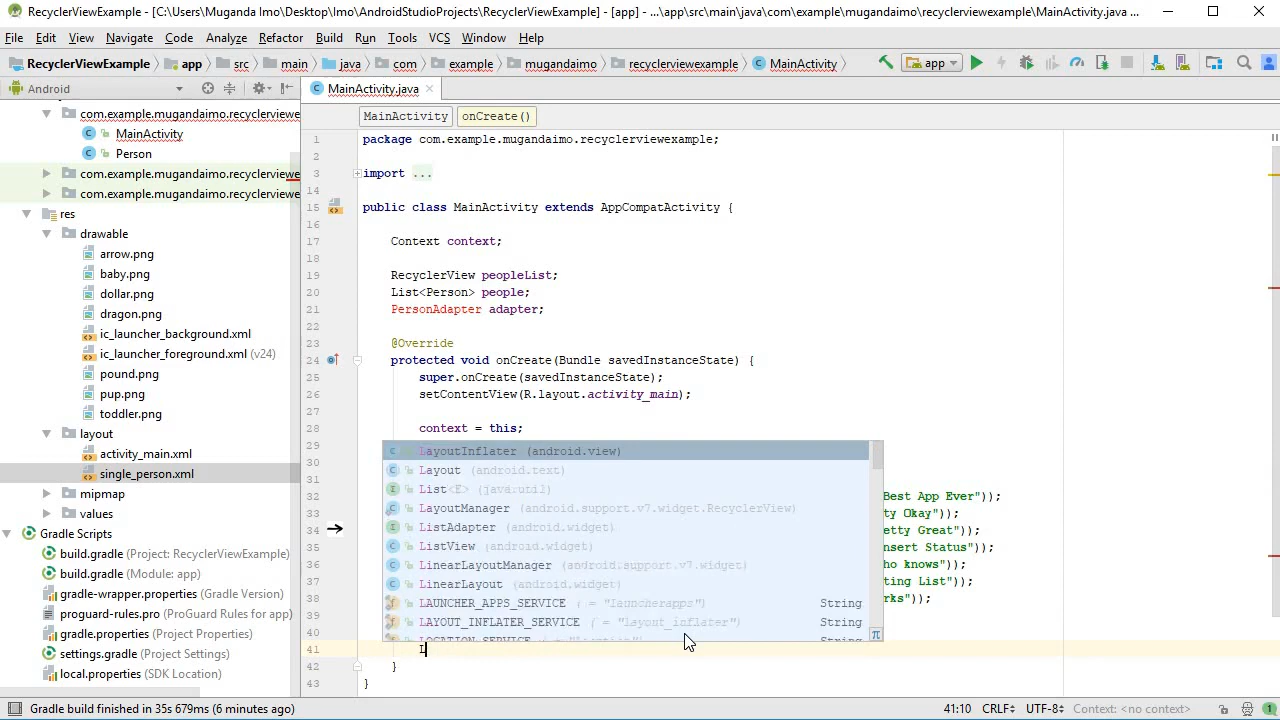 RecyclerViewExample - [C:\Users\Muganda Imo\Desktop\Imo\AndroidStudioProjects\RecyclerViewExample] - [app] - ...\app\src\main\java\com\example\mugandaimo\recyclerviewexample\MainActivity.java ...
File Edit View Navigate Code Analyze Refactor Build Run Tools VCS Window Help
RecyclerViewExample app src main java com example mugandaimo recyclerviewexample MainActivity app
Android MainActivity.java
MainActivity onCreate()
com.example.mugandaimo.recyclerviewe
MainActivity
Person
com.example.mugandaimo.recyclerviewe
com.example.mugandaimo.recyclerviewe
res
drawable
arrow.png
baby.png
dollar.png
dragon.png
ic_launcher_background.xml
ic_launcher_foreground.xml (v24)
pound.png
pup.png
toddler.png
layout
activity_main.xml
single_person.xml
mipmap
values
Gradle Scripts
build.gradle (Project: RecyclerViewExample)
build.gradle (Module: app)
gradle-wrapper.properties (Gradle Version)
proguard-rules.pro (ProGuard Rules for app)
gradle.properties (Project Properties)
settings.gradle (Project Settings)
local.properties (SDK Location)
1 package com.example.mugandaimo.recyclerviewexample;
2
3 import ...
14
15 public class MainActivity extends AppCompatActivity {
16
17 Context context;
18
19 RecyclerView peopleList;
20 List<Person> people;
21 PersonAdapter adapter;
22
23 @Override
24 protected void onCreate(Bundle savedInstanceState) {
25 super.onCreate(savedInstanceState);
26 setContentView(R.layout.activity_main);
27
28 context = this;
29
30
31
32 Best App Ever"));
33 ty Okay"));
34 etty Great"));
35 nsert Status"));
36 ho knows"));
37 ting List"));
38 rks"));
39
40
41 L
42 }
43 }
LayoutInflater (android.view)
Layout (android.text)
List<E> (java.util)
LayoutManager (android.support.v7.widget.RecyclerView)
ListAdapter (android.widget)
ListView (android.widget)
LinearLayoutManager (android.support.v7.widget)
LinearLayout (android.widget)
LAUNCHER_APPS_SERVICE ( = "launcherapps") String
LAYOUT_INFLATER_SERVICE ( = "layout_inflater") String
LOCATION_SERVICE ( = "location") String
π
Gradle build finished in 35s 679ms (6 minutes ago) 41:10 CRLF UTF-8 Context: <no context> 1